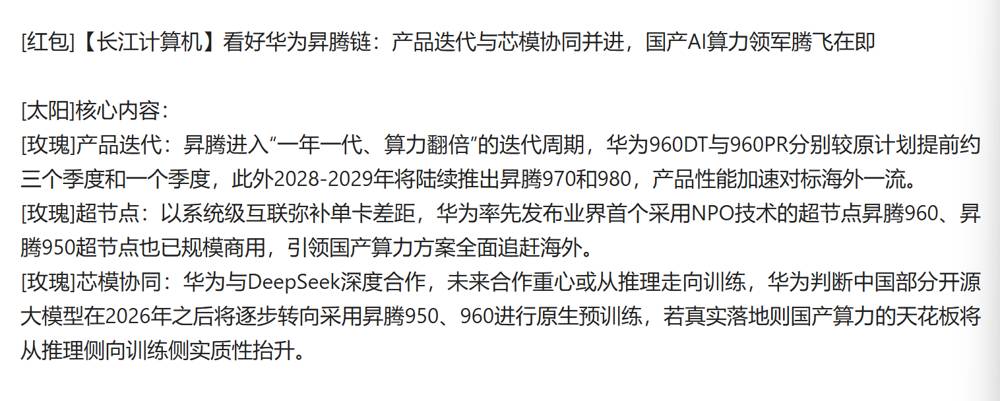 [红包]【长江计算机】看好华为昇腾链：产品迭代与芯模协同并进，国产AI算力领军腾飞在即
[太阳]核心内容：
[玫瑰]产品迭代：昇腾进入“一年一代、算力翻倍”的迭代周期，华为960DT与960PR分别较原计划提前约
三个季度和一个季度，此外2028-2029年将陆续推出昇腾970和980，产品性能加速对标海外一流。
[玫瑰]超节点：以系统级互联弥补单卡差距，华为率先发布业界首个采用NPO技术的超节点昇腾960、昇
腾950超节点也已规模商用，引领国产算力方案全面追赶海外。
[玫瑰]芯模协同：华为与DeepSeek深度合作，未来合作重心或从推理走向训练，华为判断中国部分开源
大模型在2026年之后将逐步转向采用昇腾950、960进行原生预训练，若真实落地则国产算力的天花板将
从推理侧向训练侧实质性抬升。